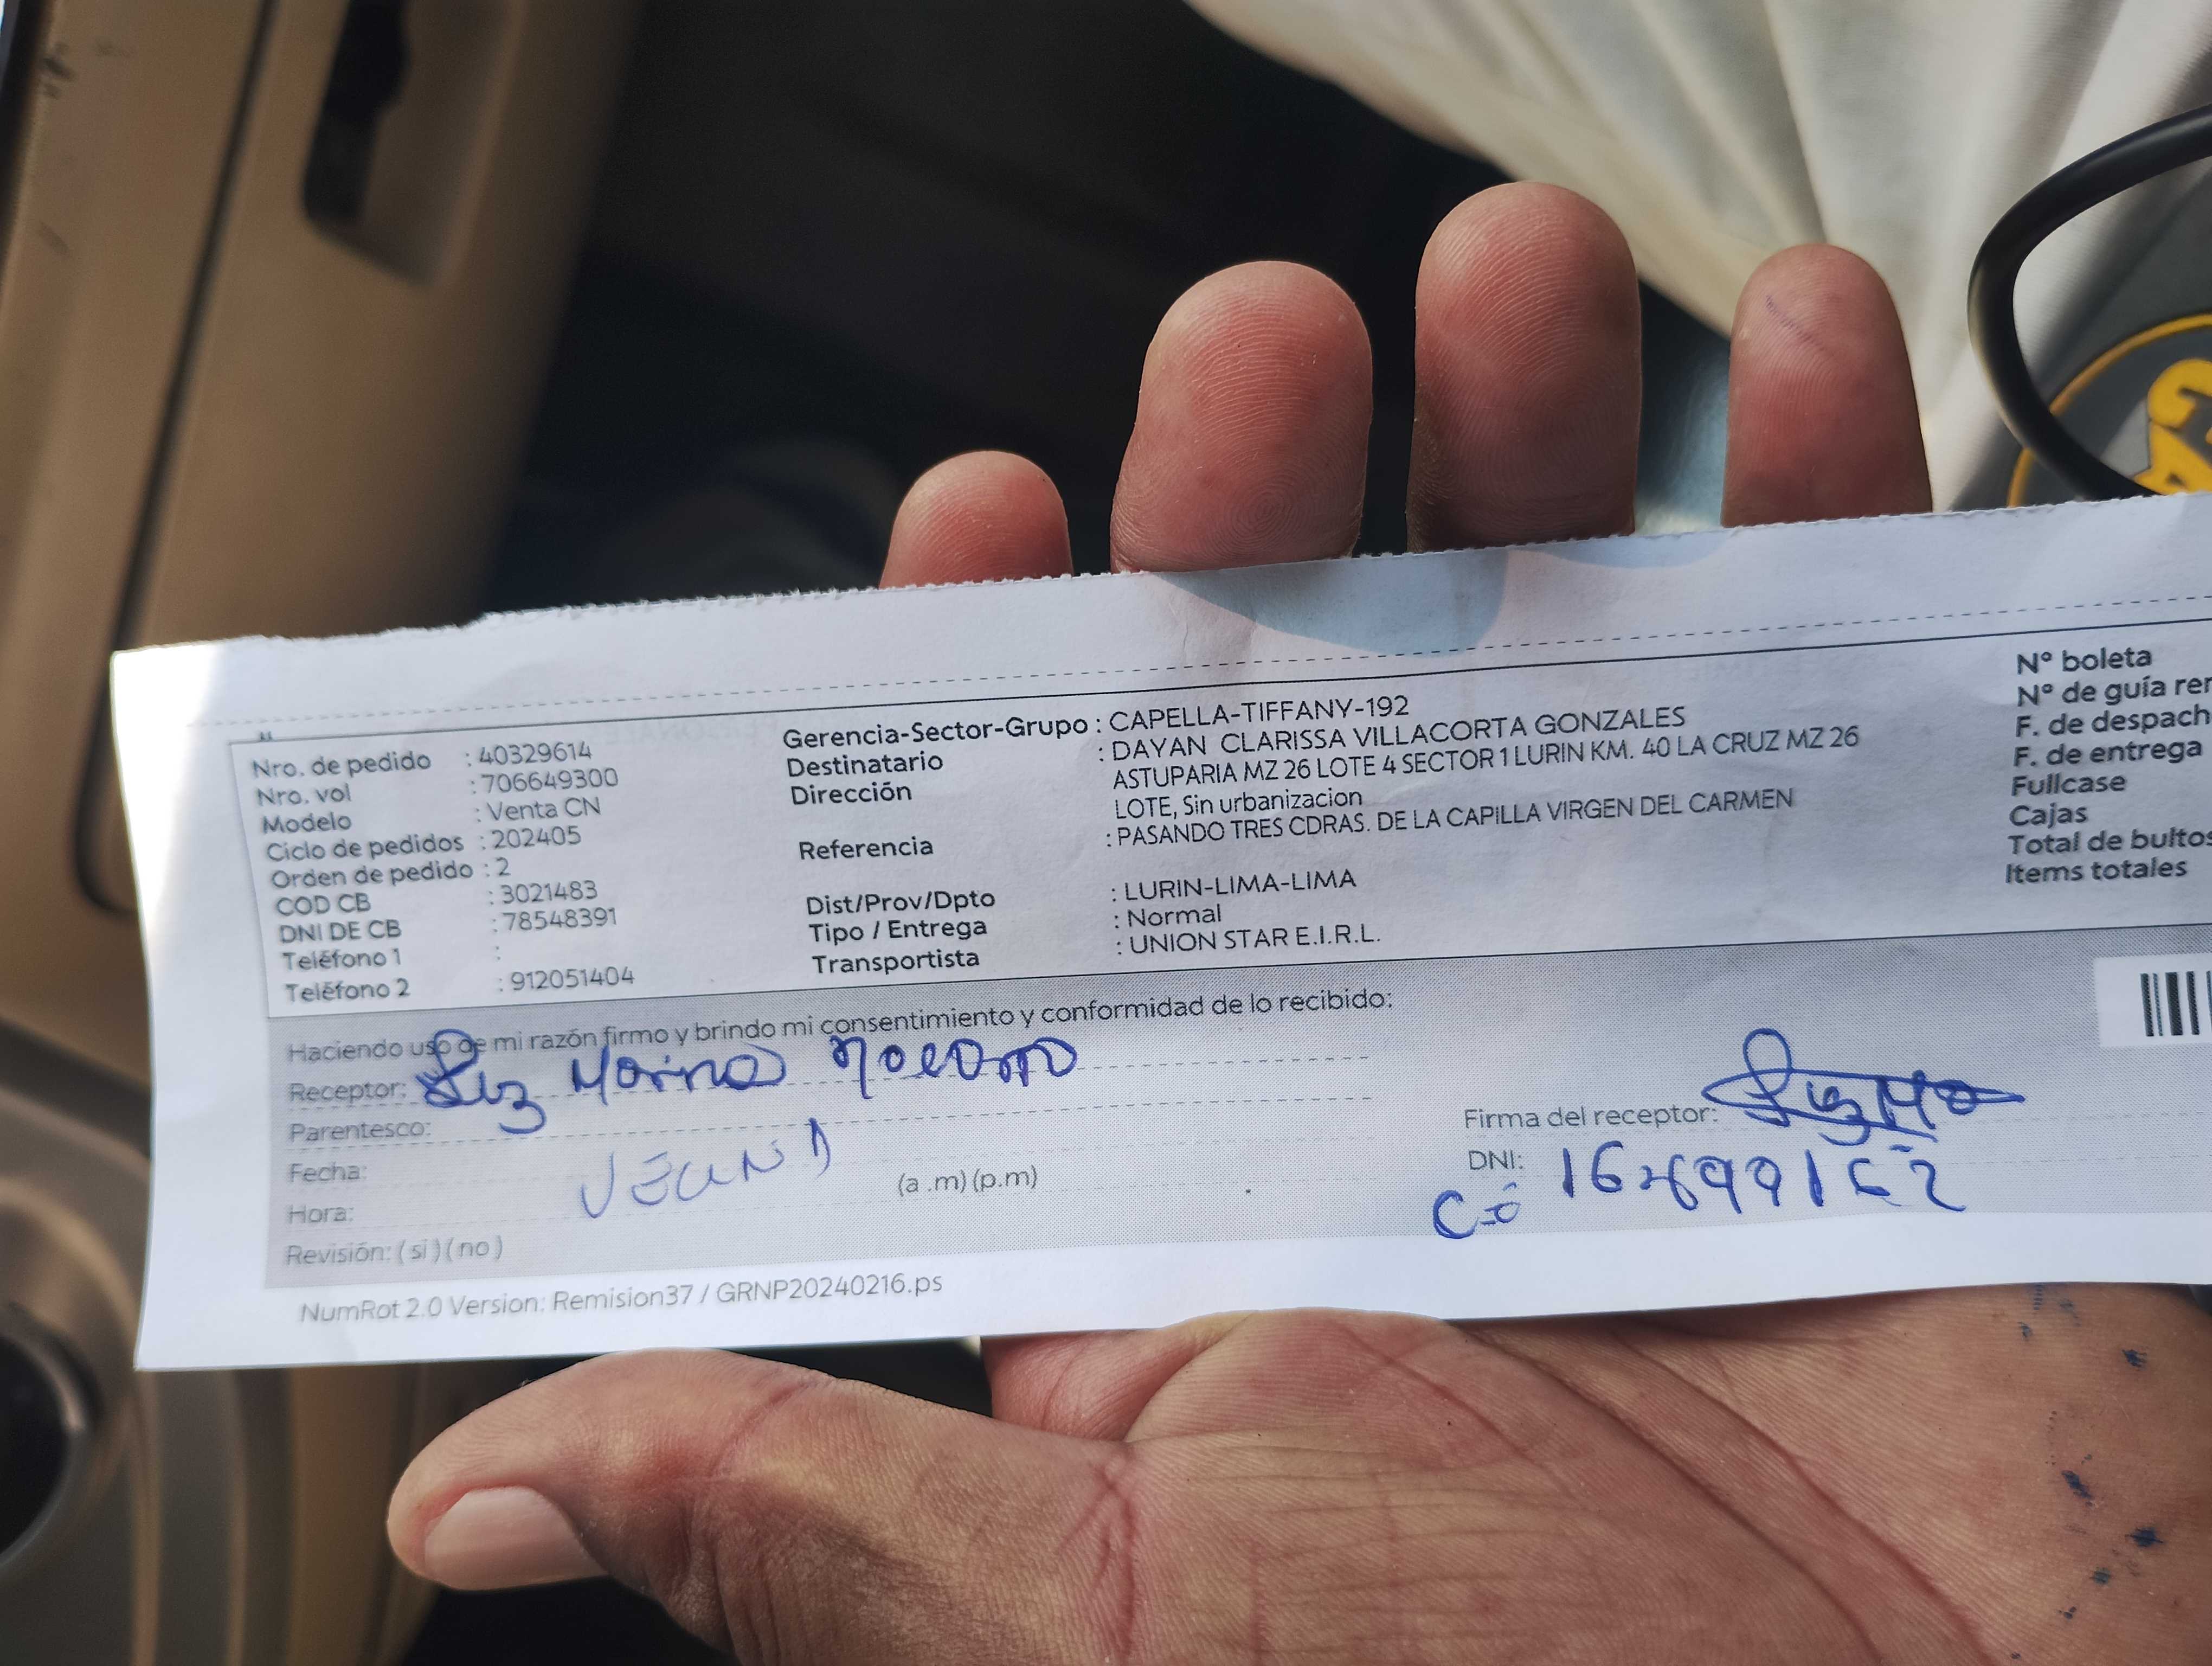 Nro. de pedido : 40329614
Nro. vol : 706649300
Modelo : Venta CN
Ciclo de pedidos : 202405
Orden de pedido : 2
COD CB : 3021483
DNI DE CB : 78548391
Teléfono 1 :
Teléfono 2 : 912051404
Gerencia-Sector-Grupo : CAPELLA-TIFFANY-192
Destinatario : DAYAN CLARISSA VILLACORTA GONZALES
Dirección ASTUPARIA MZ 26 LOTE 4 SECTOR 1 LURIN KM. 40 LA CRUZ MZ 26
LOTE, Sin urbanizacion
Referencia : PASANDO TRES CDRAS. DE LA CAPILLA VIRGEN DEL CARMEN
Dist/Prov/Dpto : LURIN-LIMA-LIMA
Tipo / Entrega : Normal
Transportista : UNION STAR E.I.R.L.
N° boleta
N° de guía rer
F. de despach
F. de entrega
Fullcase
Cajas
Total de bultos
Items totales
Haciendo uso de mi razón firmo y brindo mi consentimiento y conformidad de lo recibido:
Receptor: Luz Marina
Parentesco:
Fecha:
Hora: (a .m) (p.m)
Revisión: ( si ) ( no )
Firma del receptor:
DNI:
NumRot 2.0 Version: Remision37 / GRNP20240216.ps